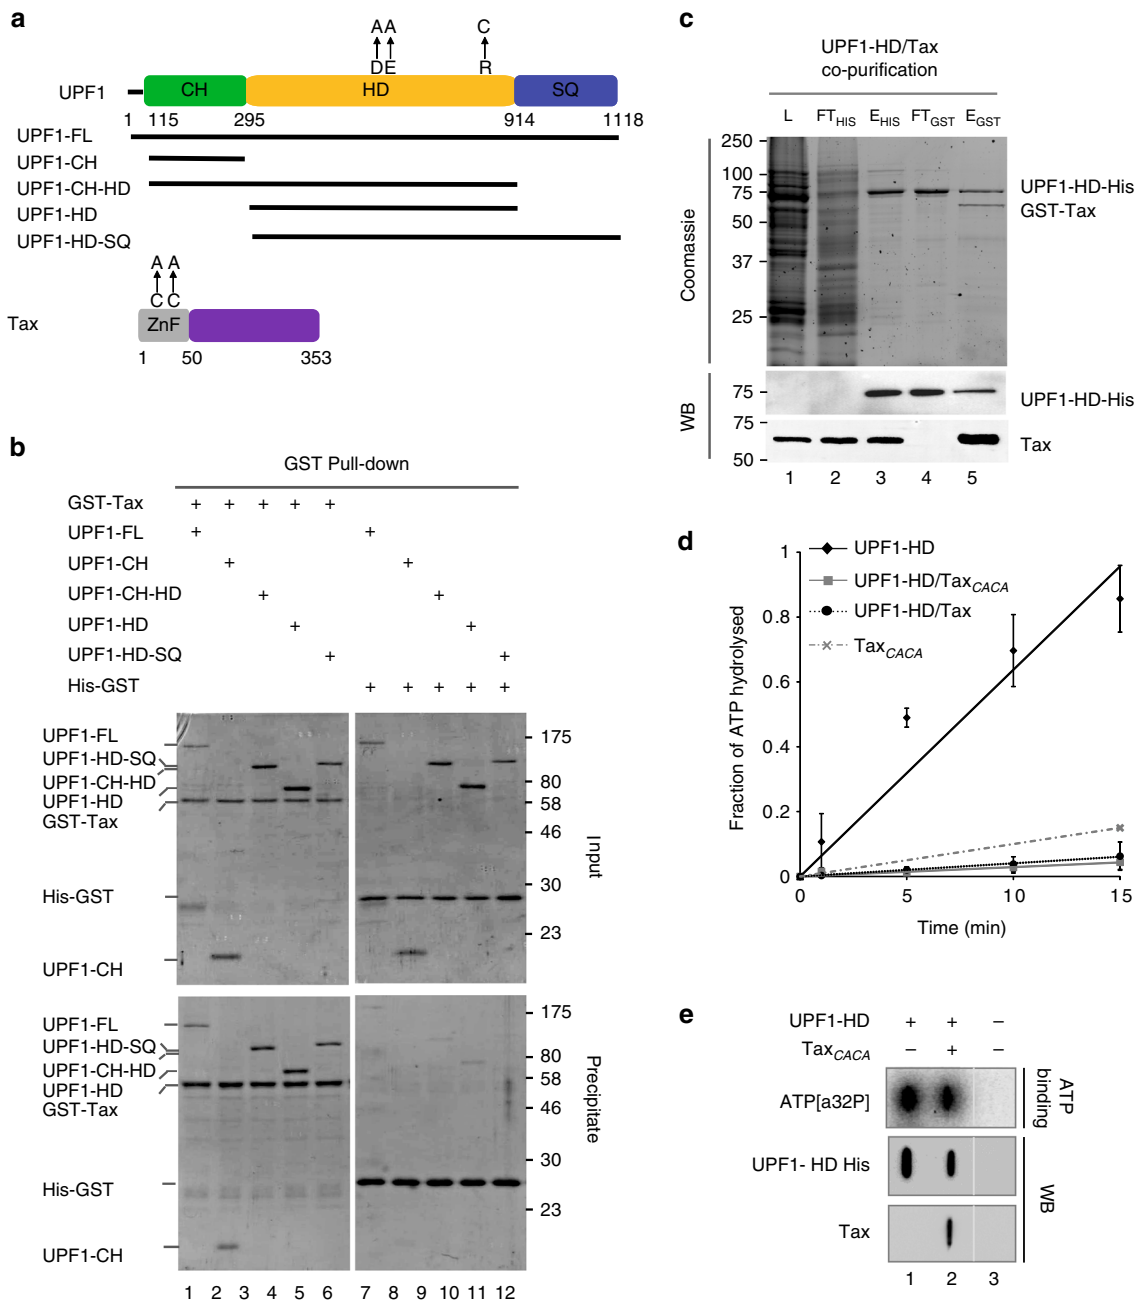 a
AA
C
DE
R
UPF1
CH
HD
SQ
1 115 295 914 1118
UPF1-FL
UPF1-CH
UPF1-CH-HD
UPF1-HD
UPF1-HD-SQ
A A
C C
Tax
ZnF
1 50 353
b
GST Pull-down
GST-Tax + + + + +
UPF1-FL + +
UPF1-CH + +
UPF1-CH-HD + +
UPF1-HD + +
UPF1-HD-SQ + +
His-GST + + + + +
UPF1-FL
UPF1-HD-SQ
UPF1-CH-HD
UPF1-HD
GST-Tax
His-GST
UPF1-CH
175
80
58
46
30
23
Input
UPF1-FL
UPF1-HD-SQ
UPF1-CH-HD
UPF1-HD
GST-Tax
His-GST
UPF1-CH
175
80
58
46
30
23
Precipitate
1 2 3 4 5 6 7 8 9 10 11 12
c
UPF1-HD/Tax
co-purification
L FTHIS EHIS FTGST EGST
250
100
75
50
37
25
Coomassie
UPF1-HD-His
GST-Tax
75
75
50
WB
UPF1-HD-His
Tax
1 2 3 4 5
d
UPF1-HD
UPF1-HD/TaxCACA
UPF1-HD/Tax
TaxCACA
Fraction of ATP hydrolysed
1
0.8
0.6
0.4
0.2
0
0 5 10 15
Time (min)
e
UPF1-HD + + –
TaxCACA – + –
ATP[a32P]
ATP binding
UPF1- HD His
Tax
WB
1 2 3